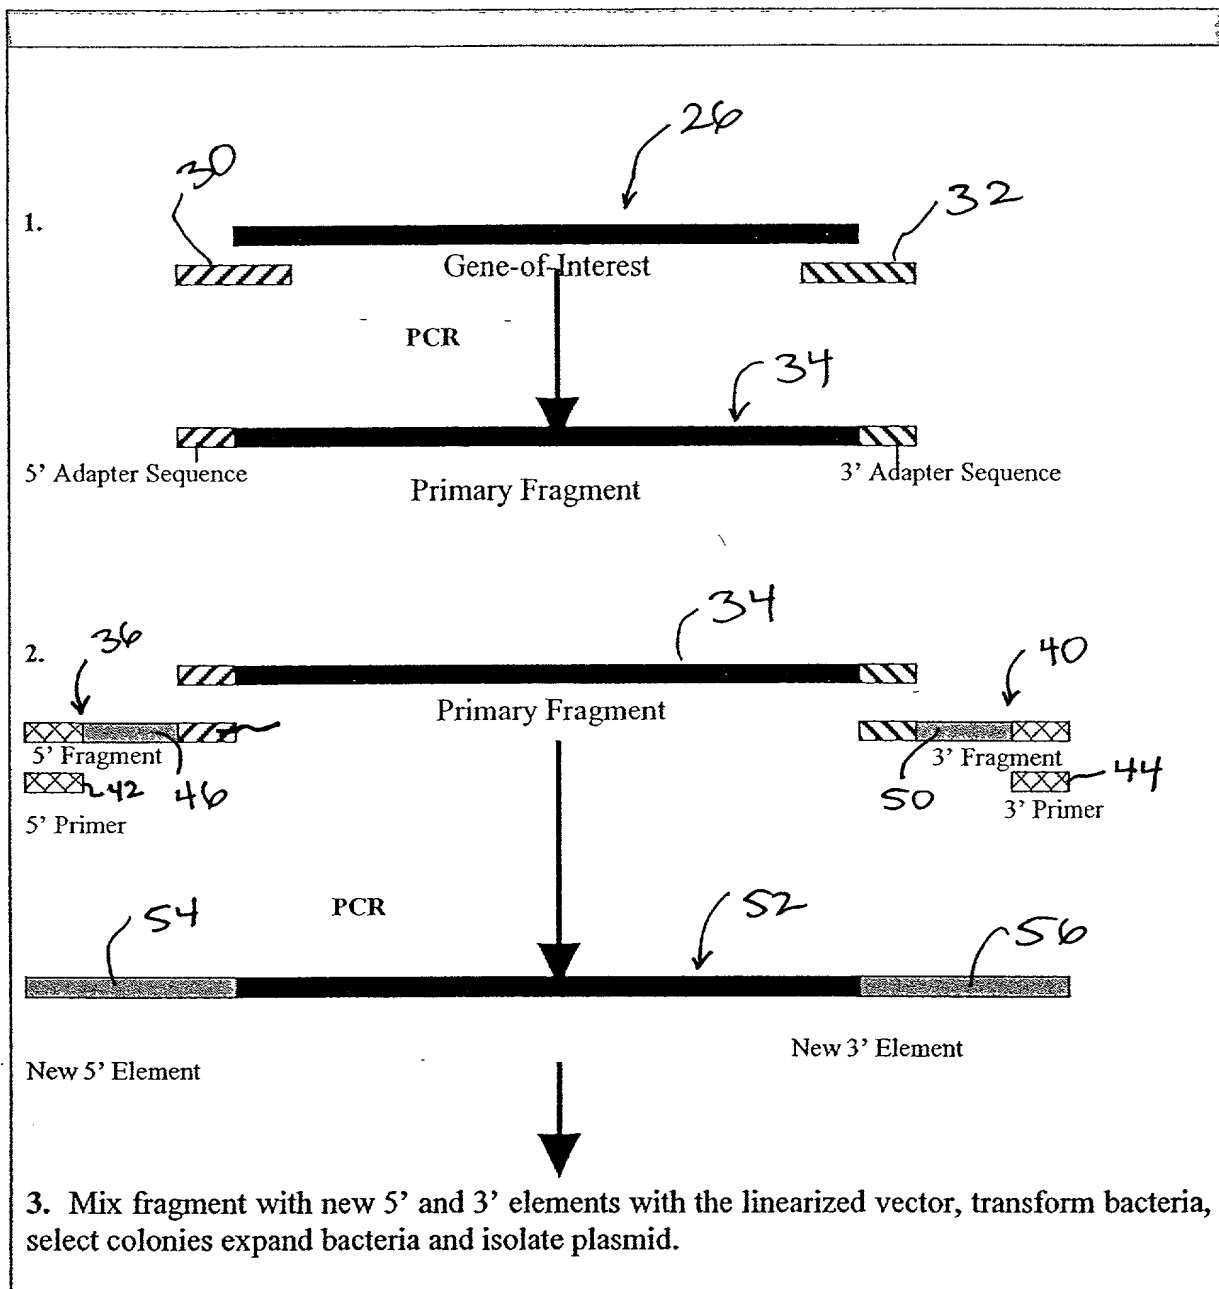 26
30
32
1.
Gene-of-Interest
PCR
34
5' Adapter Sequence
3' Adapter Sequence
Primary Fragment
34
36
2.
40
Primary Fragment
5' Fragment
3' Fragment
42
46
50
44
5' Primer
3' Primer
PCR
54
52
56
New 3' Element
New 5' Element
3. Mix fragment with new 5' and 3' elements with the linearized vector, transform bacteria,
select colonies expand bacteria and isolate plasmid.